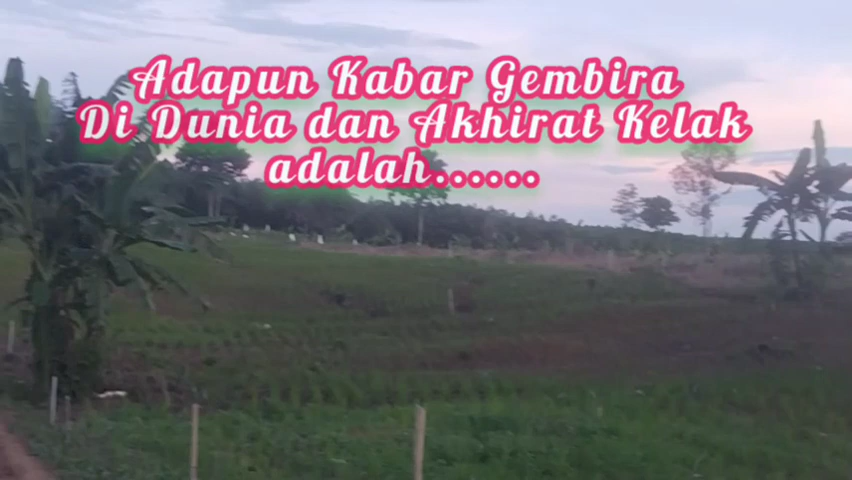 Adapun Kabar Gembira
Di Dunia dan Akhirat Kelak
adalah......